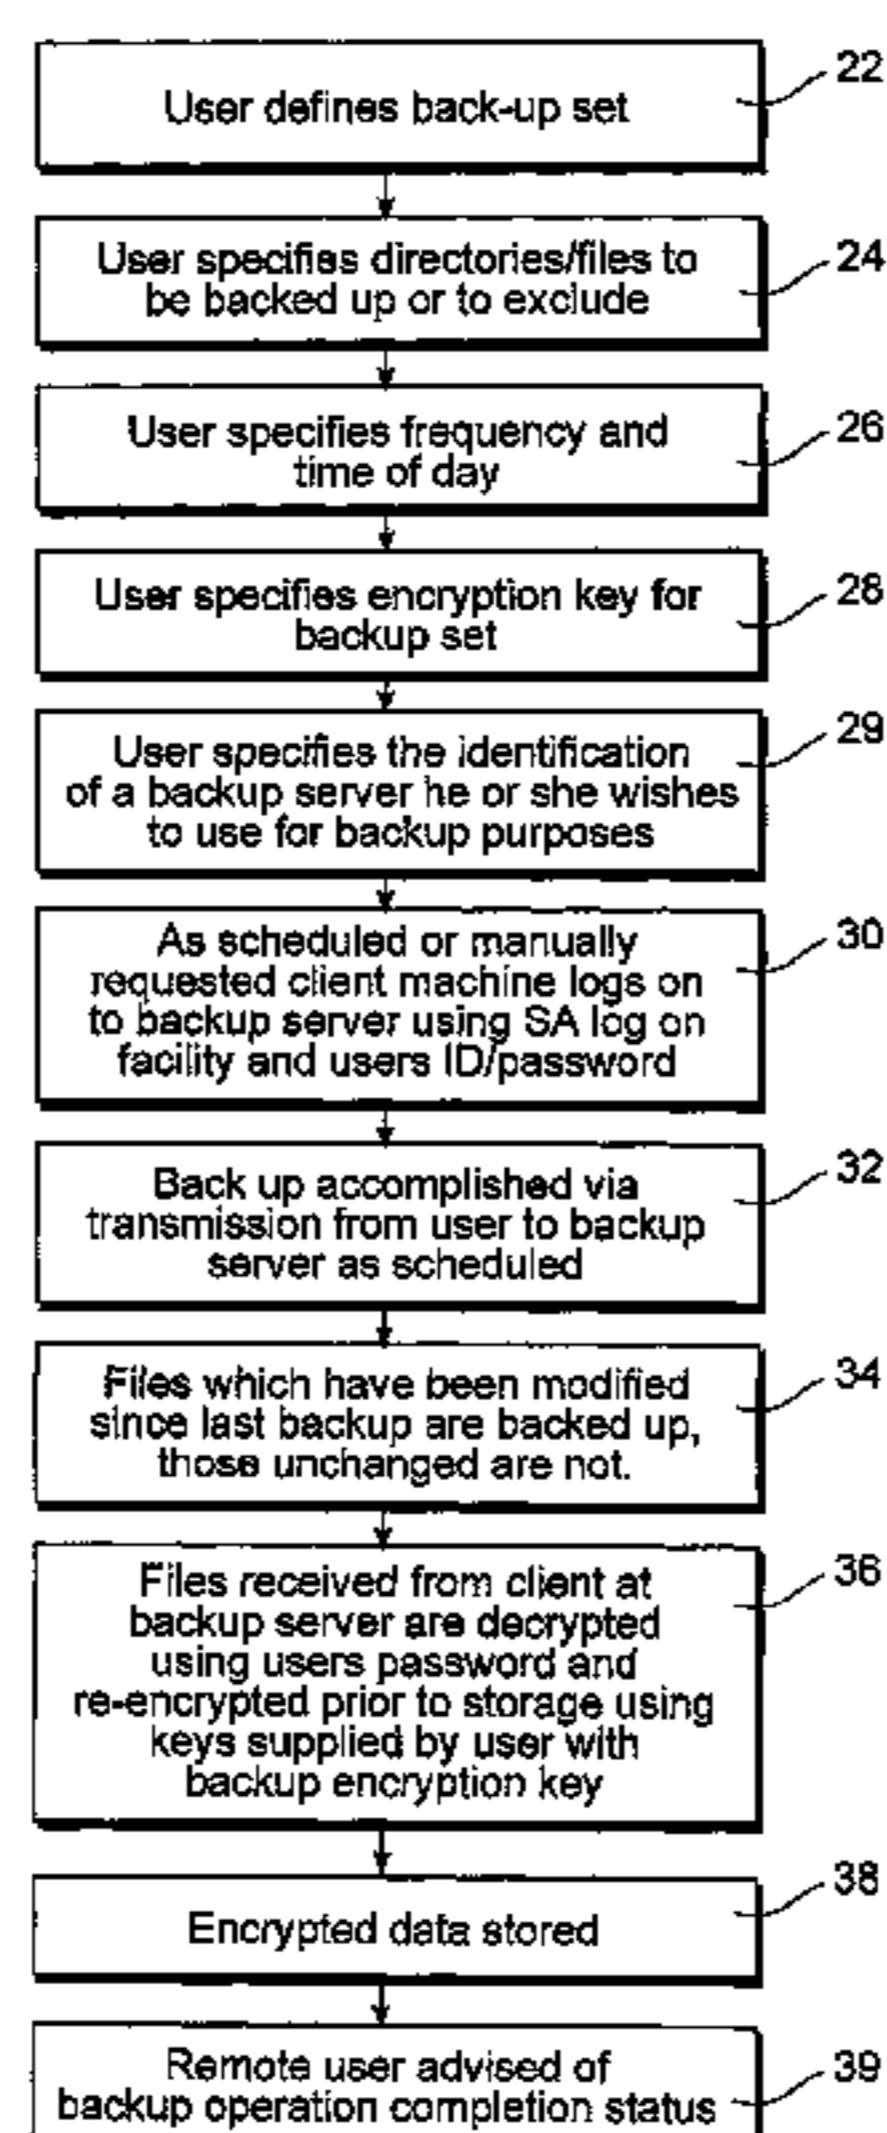 22
User defines back-up set
24
User specifies directories/files to
be backed up or to exclude
26
User specifies frequency and
time of day
28
User specifies encryption key for
backup set
29
User specifies the identification
of a backup server he or she wishes
to use for backup purposes
30
As scheduled or manually
requested client machine logs on
to backup server using SA log on
facility and users ID/password
32
Back up accomplished via
transmission from user to backup
server as scheduled
34
Files which have been modified
since last backup are backed up,
those unchanged are not.
36
Files received from client at
backup server are decrypted
using users password and
re-encrypted prior to storage using
keys supplied by user with
backup encryption key
38
Encrypted data stored
39
Remote user advised of
backup operation completion status